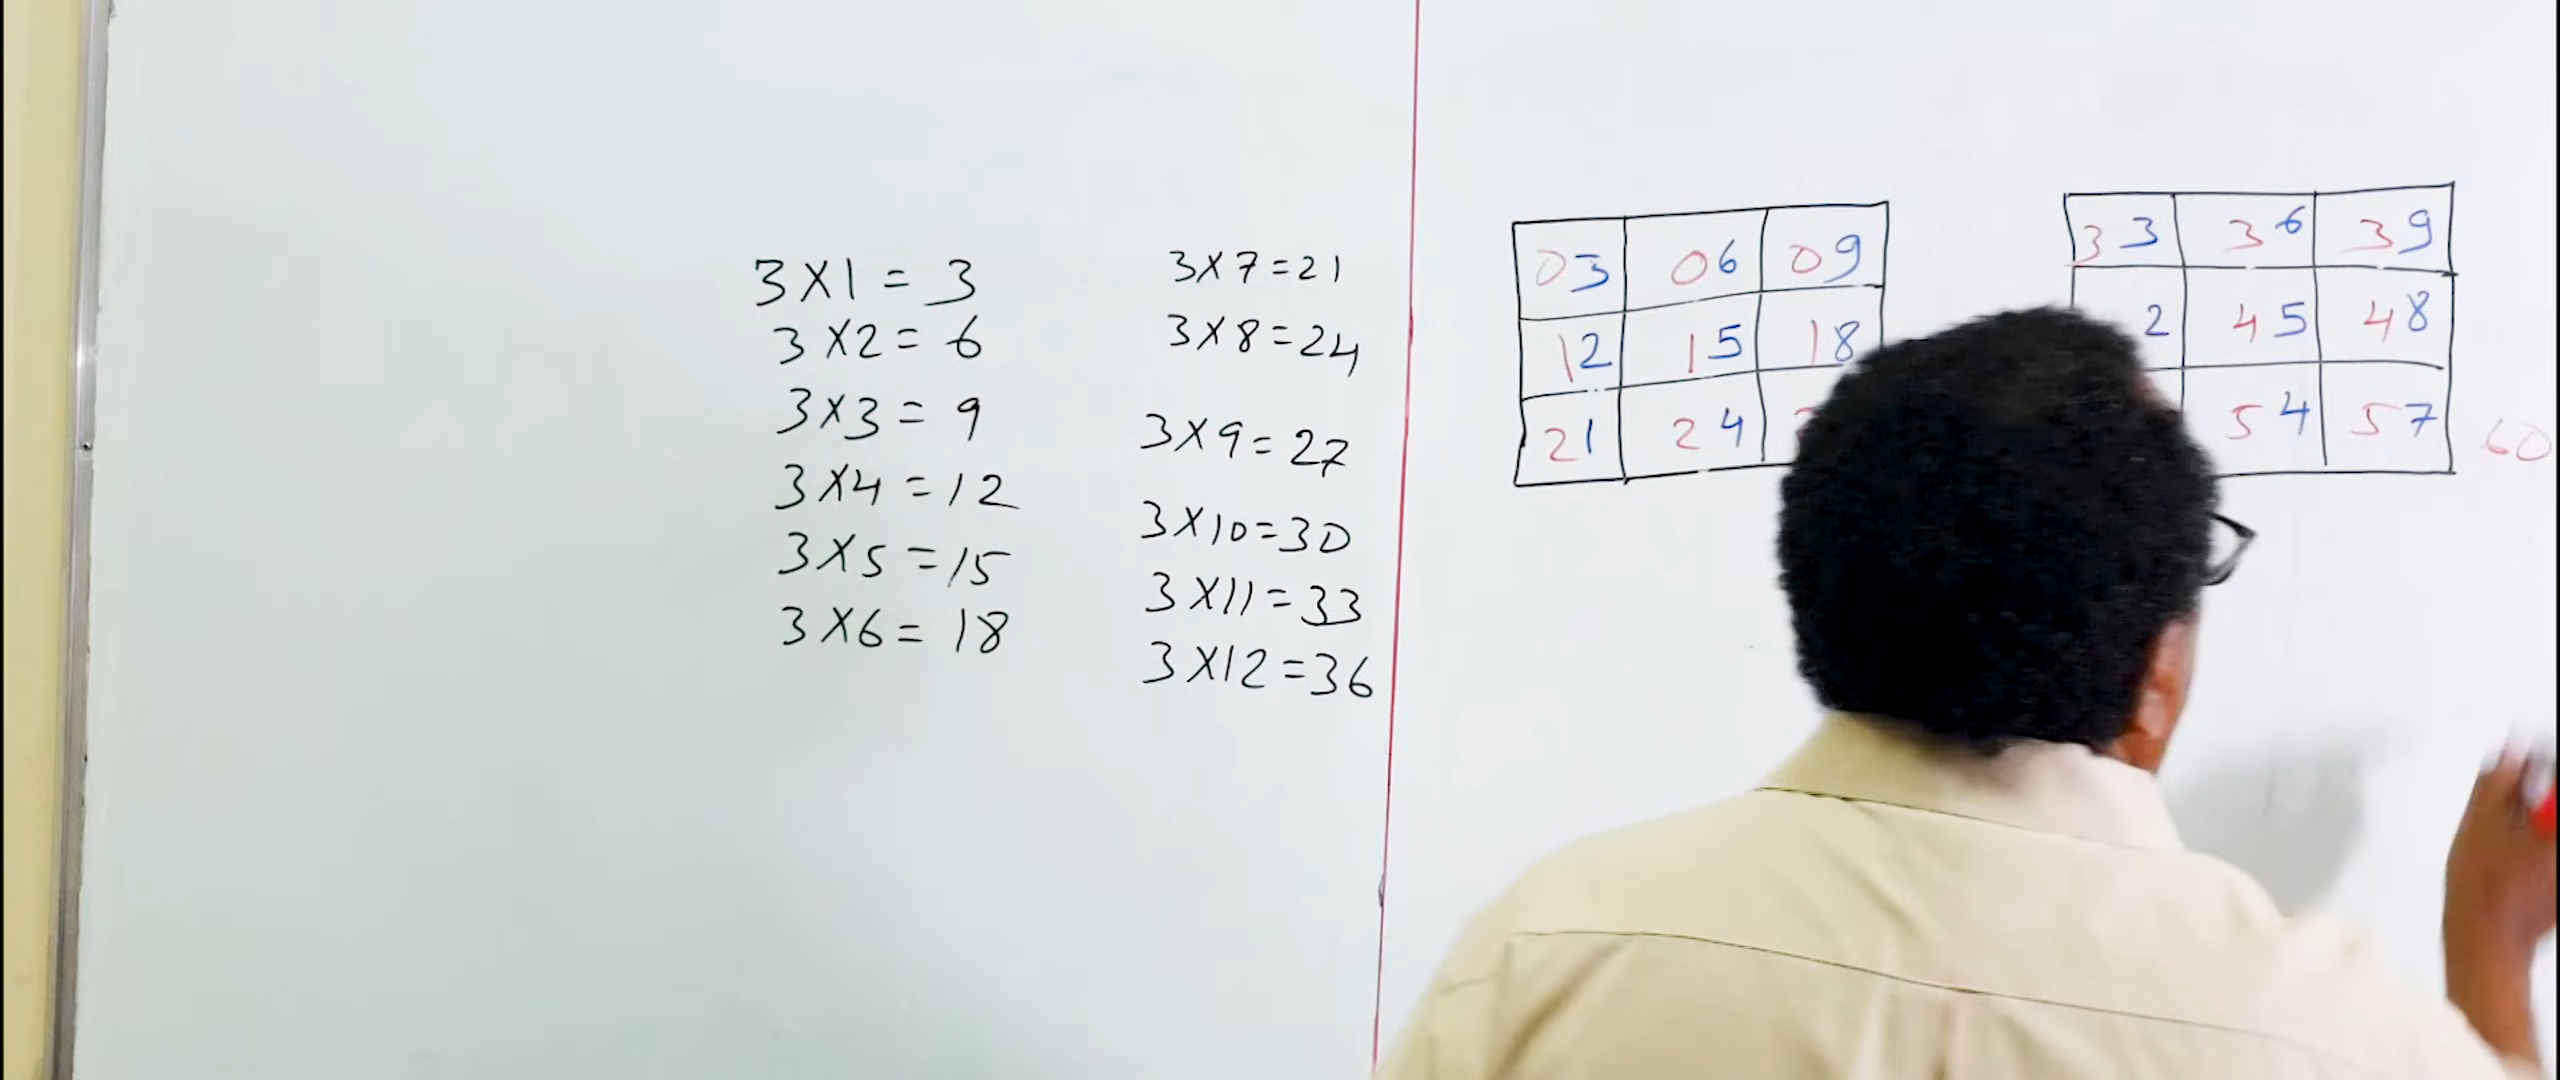 3X1 = 3
3X2 = 6
3x3 = 9
3X4 = 12
3X5 = 15
3X6 = 18
3X7 = 21
3X8 = 24
3X9 = 27
3X10 = 30
3X11 = 33
3X12 = 36
03 06 09
12 15 18
21 24
33 36 39
2 45 48
54 57
60